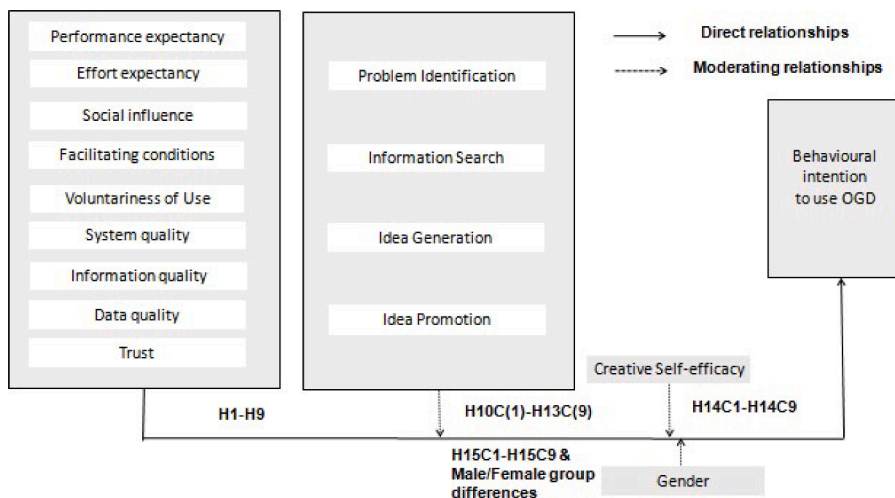 Performance expectancy
Effort expectancy
Social influence
Facilitating conditions
Voluntariness of Use
System quality
Information quality
Data quality
Trust
Problem Identification
Information Search
Idea Generation
Idea Promotion
Direct relationships
Moderating relationships
Behavioural
intention
to use OGD
Creative Self-efficacy
H1-H9
H10C(1)-H13C(9)
H14C1-H14C9
H15C1-H15C9 &
Male/Female group
differences
Gender